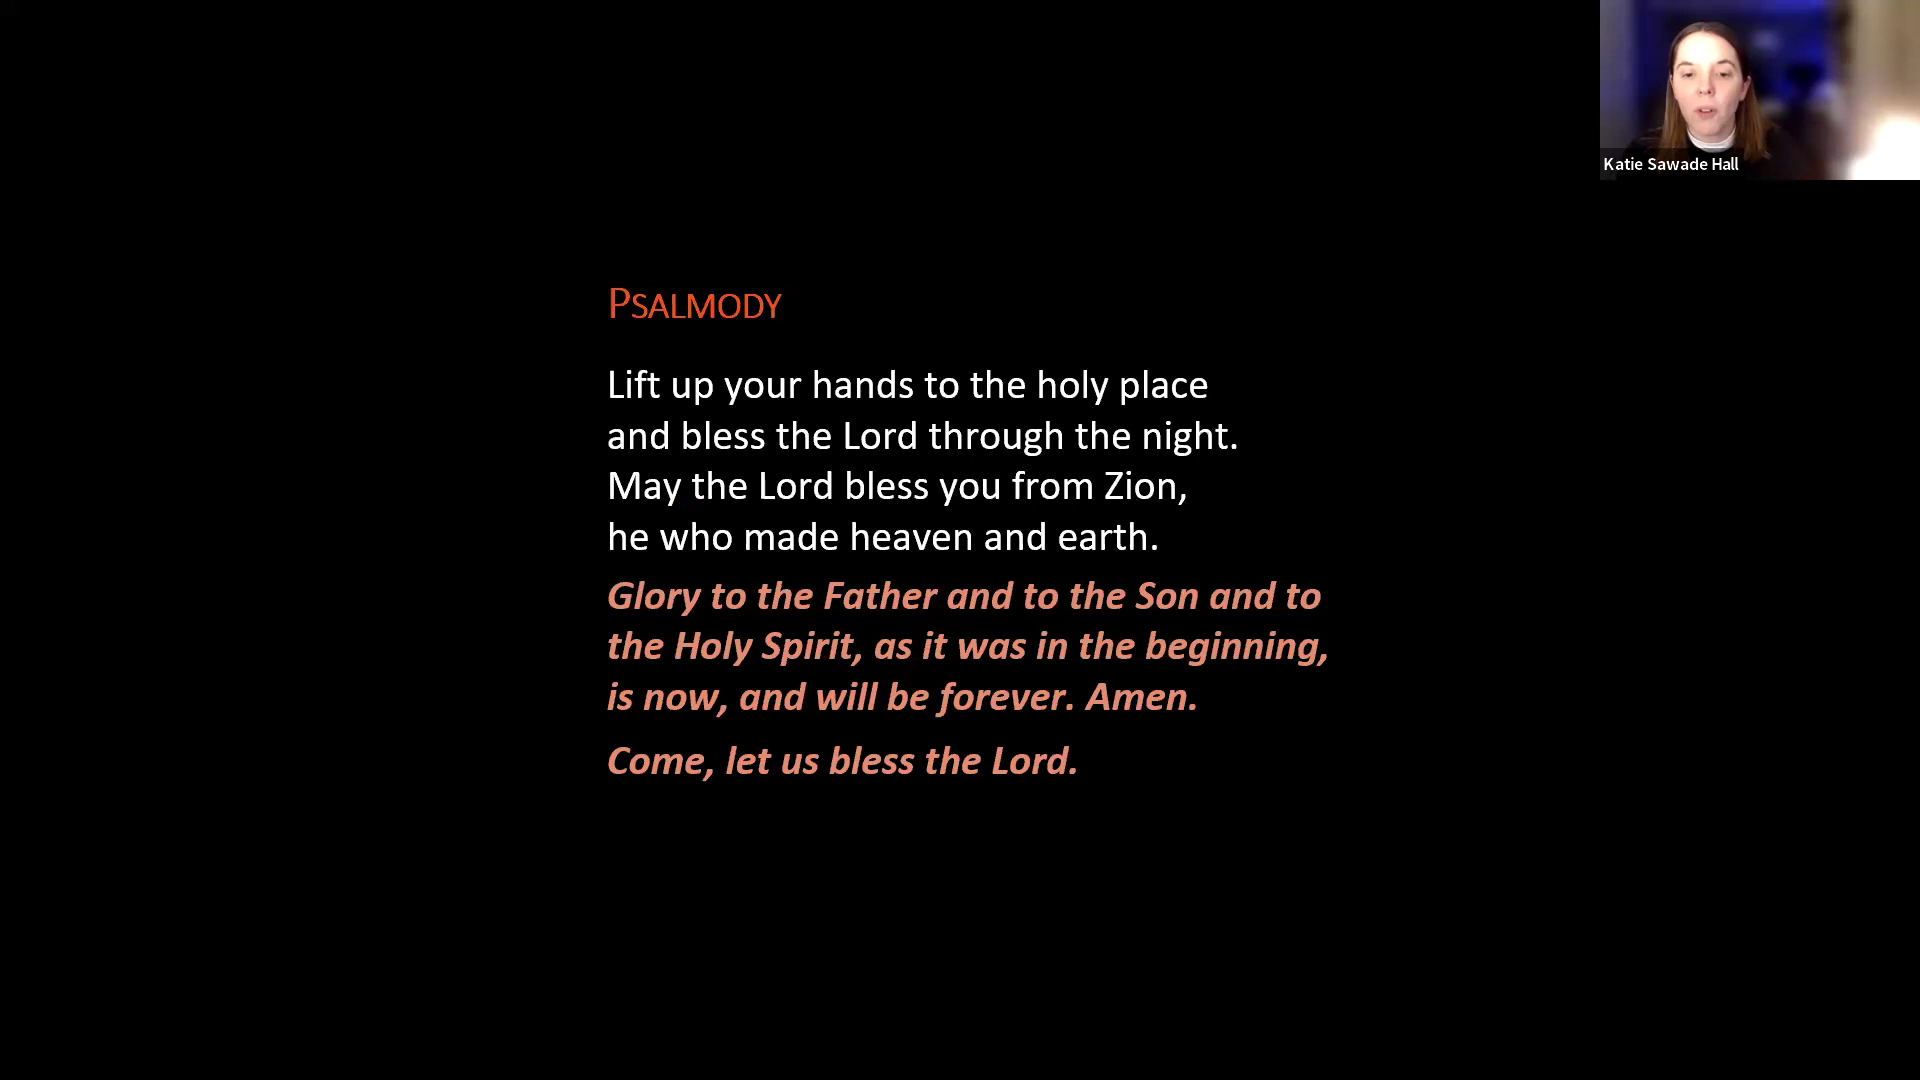 Katie Sawade Hall
PSALMODY
Lift up your hands to the holy place
and bless the Lord through the night.
May the Lord bless you from Zion,
he who made heaven and earth.
Glory to the Father and to the Son and to
the Holy Spirit, as it was in the beginning,
is now, and will be forever. Amen.
Come, let us bless the Lord.